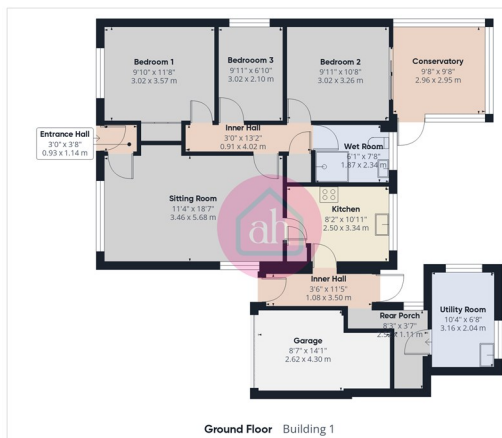 Bedroom 1
9'10" x 11'8"
3.02 x 3.57 m
Bedroom 3
9'11" x 6'10"
3.02 x 2.10 m
Bedroom 2
9'11" x 10'8"
3.02 x 3.26 m
Conservatory
9'8" x 9'8"
2.96 x 2.95 m
Entrance Hall
3'0" x 3'8"
0.93 x 1.14 m
Inner Hall
3'0" x 13'2"
0.91 x 4.02 m
Wet Room
6'1" x 7'8"
1.87 x 2.34 m
Sitting Room
11'4" x 18'7"
3.46 x 5.68 m
Kitchen
8'2" x 10'11"
2.50 x 3.34 m
ah
Inner Hall
3'6" x 11'5"
1.08 x 3.50 m
Rear Porch
8'3" x 3'7"
x 1.11 m
Utility Room
10'4" x 6'8"
3.16 x 2.04 m
Garage
8'7" x 14'1"
2.62 x 4.30 m
Ground Floor Building 1